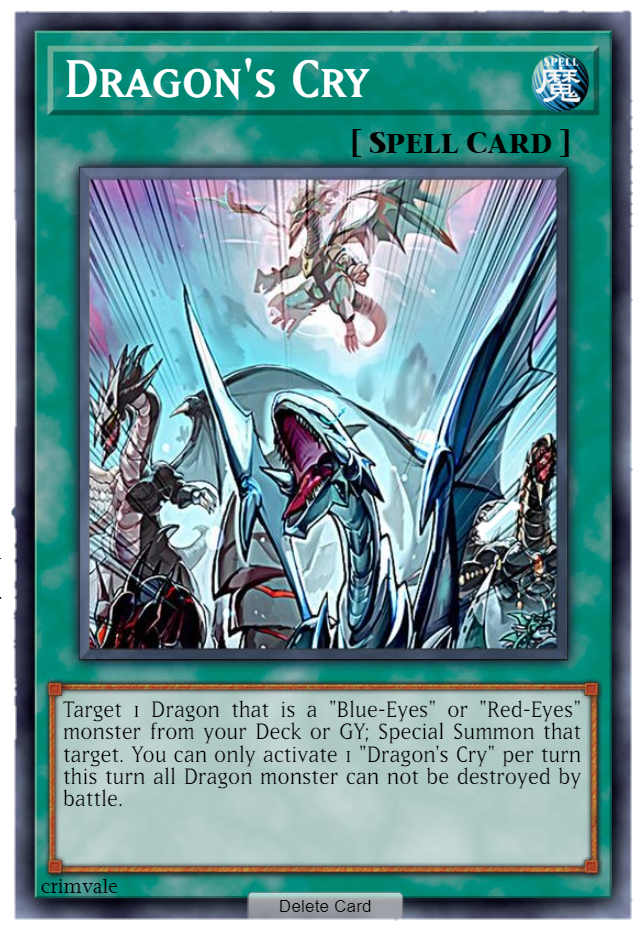 Dragon's Cry
SPELL
魔
[ Spell Card ]
Target 1 Dragon that is a "Blue-Eyes" or "Red-Eyes"
monster from your Deck or GY; Special Summon that
target. You can only activate 1 "Dragon's Cry" per turn
this turn all Dragon monster can not be destroyed by
battle.
crimvale
Delete Card